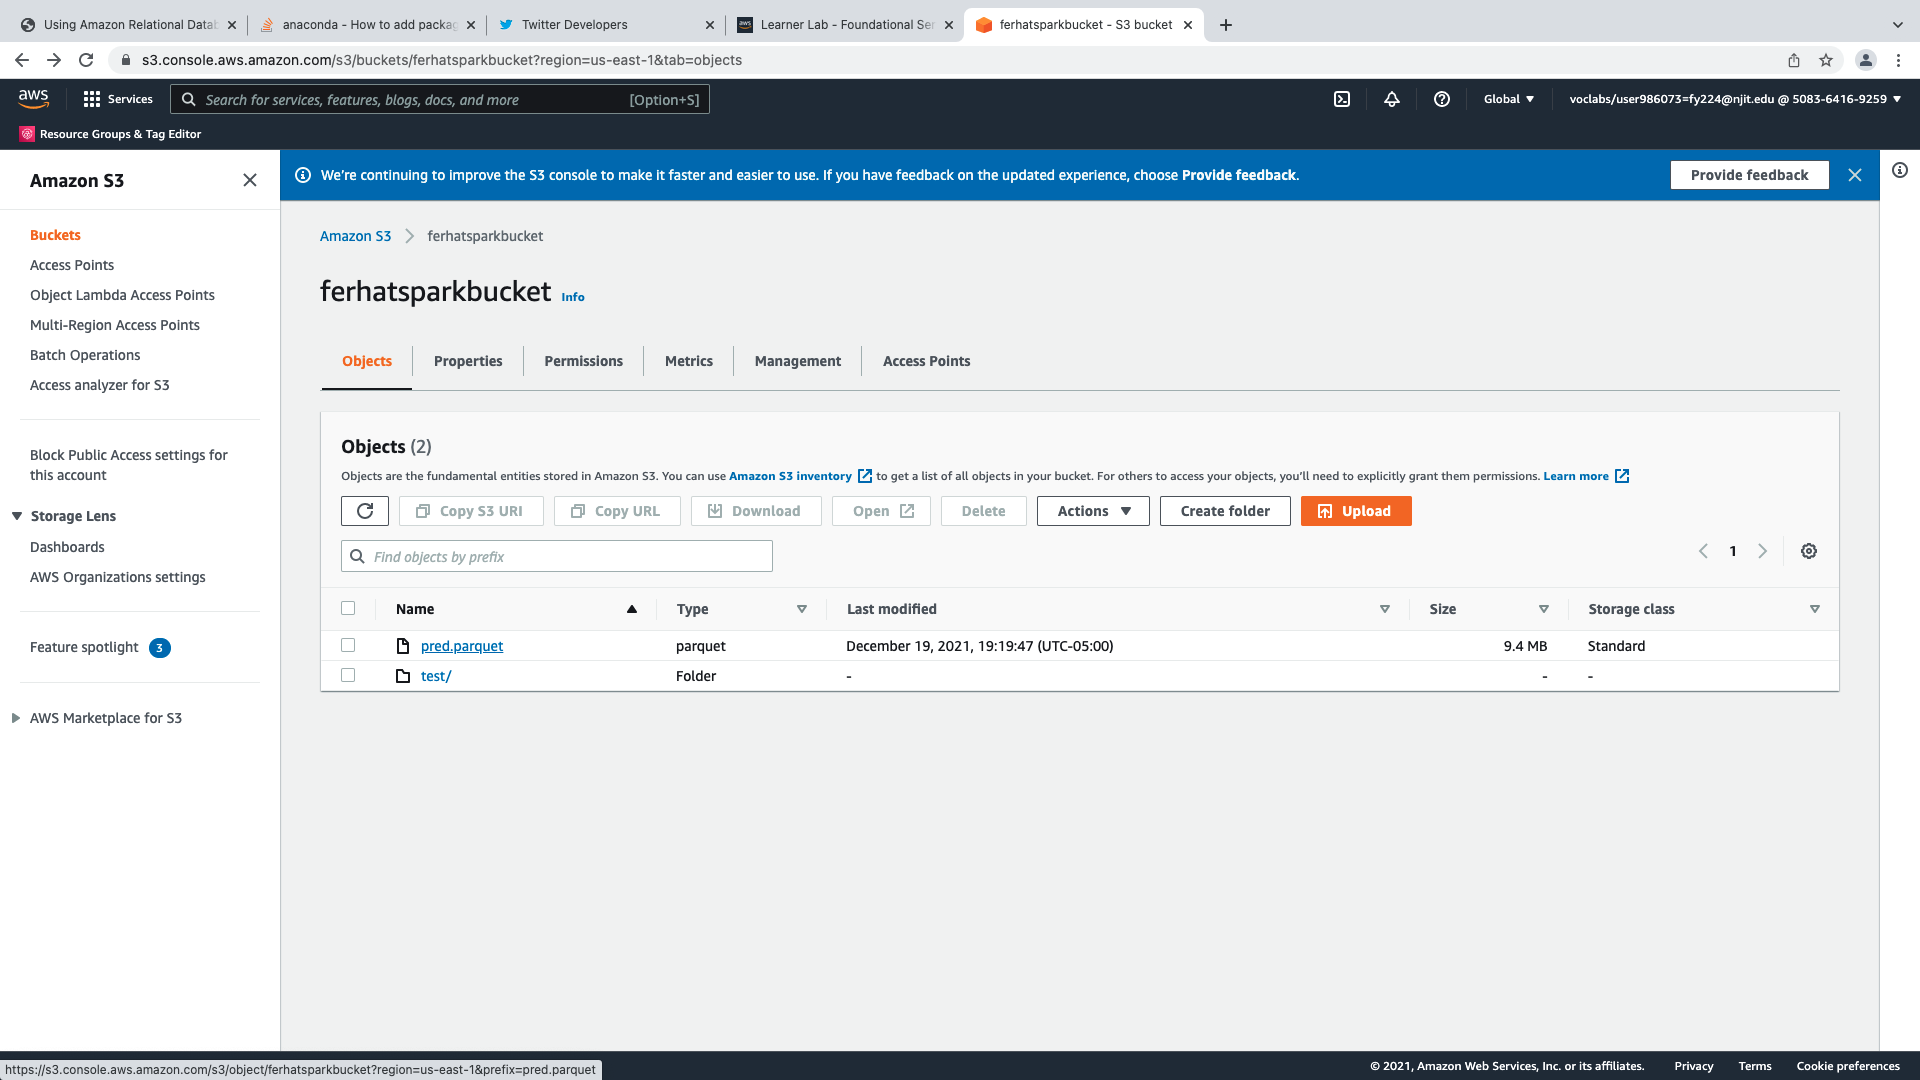 Using Amazon Relational Datab
anaconda - How to add packag
Twitter Developers
Learner Lab - Foundational Ser
ferhatsparkbucket - S3 bucket
s3.console.aws.amazon.com/s3/buckets/ferhatsparkbucket?region=us-east-1&tab=objects
aws
Services
Search for services, features, blogs, docs, and more
[Option+S]
Global
voclabs/user986073=fy224@njit.edu @ 5083-6416-9259
Resource Groups & Tag Editor
Amazon S3
Buckets
Access Points
Object Lambda Access Points
Multi-Region Access Points
Batch Operations
Access analyzer for S3
Block Public Access settings for
this account
Storage Lens
Dashboards
AWS Organizations settings
Feature spotlight 3
AWS Marketplace for S3
We're continuing to improve the S3 console to make it faster and easier to use. If you have feedback on the updated experience, choose Provide feedback.
Provide feedback
Amazon S3 > ferhatsparkbucket
ferhatsparkbucket Info
Objects
Properties
Permissions
Metrics
Management
Access Points
Objects (2)
Objects are the fundamental entities stored in Amazon S3. You can use Amazon S3 inventory to get a list of all objects in your bucket. For others to access your objects, you'll need to explicitly grant them permissions. Learn more
Copy S3 URI
Copy URL
Download
Open
Delete
Actions
Create folder
Upload
Find objects by prefix
1
Name Type Last modified Size Storage class
pred.parquet parquet December 19, 2021, 19:19:47 (UTC-05:00) 9.4 MB Standard
test/ Folder - - -
https://s3.console.aws.amazon.com/s3/object/ferhatsparkbucket?region=us-east-1&prefix=pred.parquet
© 2021, Amazon Web Services, Inc. or its affiliates.
Privacy
Terms
Cookie preferences